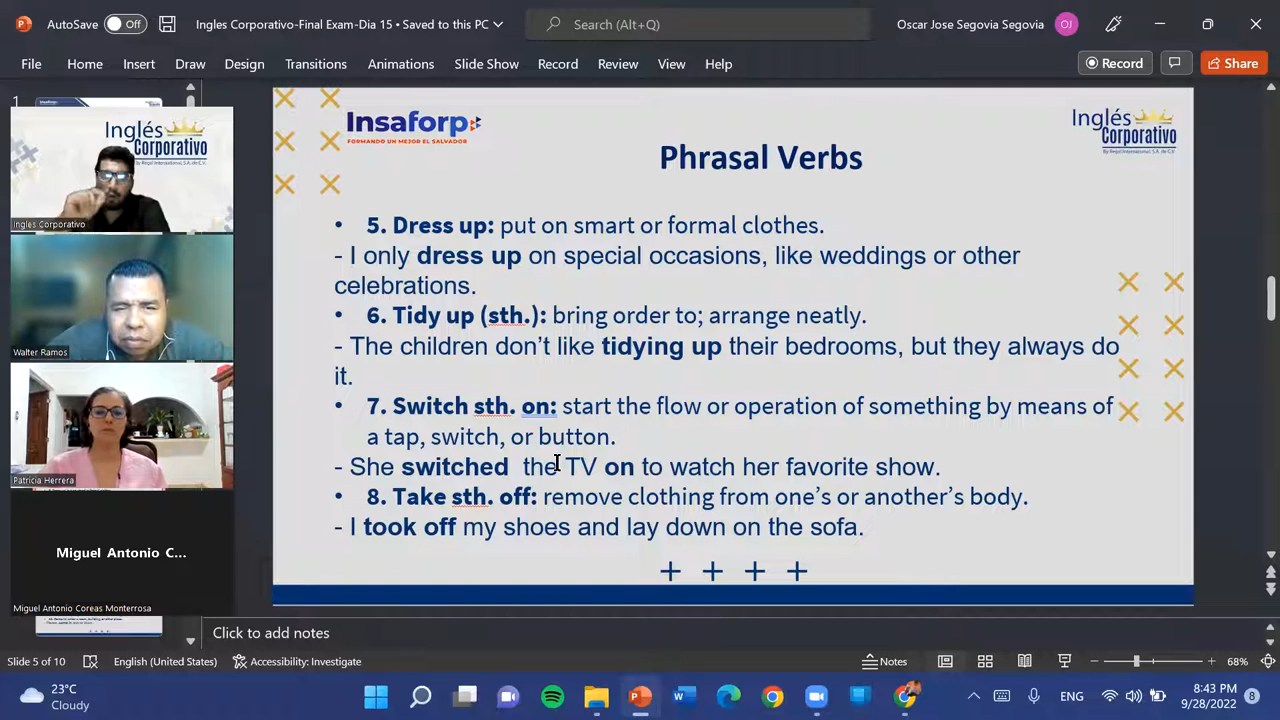 AutoSave Off Ingles Corporativo-Final Exam-Dia 15 • Saved to this PC Search (Alt+Q) Oscar Jose Segovia Segovia OJ
File Home Insert Draw Design Transitions Animations Slide Show Record Review View Help Record Share
1
Inglés
Corporativo
Ingles Corporativo
Walter Ramos
Patricia Herrera
Miguel Antonio C...
Miguel Antonio Coreas Monterrosa
Insaforp
FORMANDO UN MEJOR EL SALVADOR
Inglés
Corporativo
By Regal International, S.A. de C.V.
Phrasal Verbs
• 5. Dress up: put on smart or formal clothes.
- I only dress up on special occasions, like weddings or other
celebrations.
• 6. Tidy up (sth.): bring order to; arrange neatly.
- The children don't like tidying up their bedrooms, but they always do
it.
• 7. Switch sth. on: start the flow or operation of something by means of
a tap, switch, or button.
- She switched the TV on to watch her favorite show.
• 8. Take sth. off: remove clothing from one's or another's body.
- I took off my shoes and lay down on the sofa.
+ + + +
Click to add notes
Slide 5 of 10 English (United States) Accessibility: Investigate Notes 68%
23°C
Cloudy
ENG
8:43 PM
9/28/2022
8